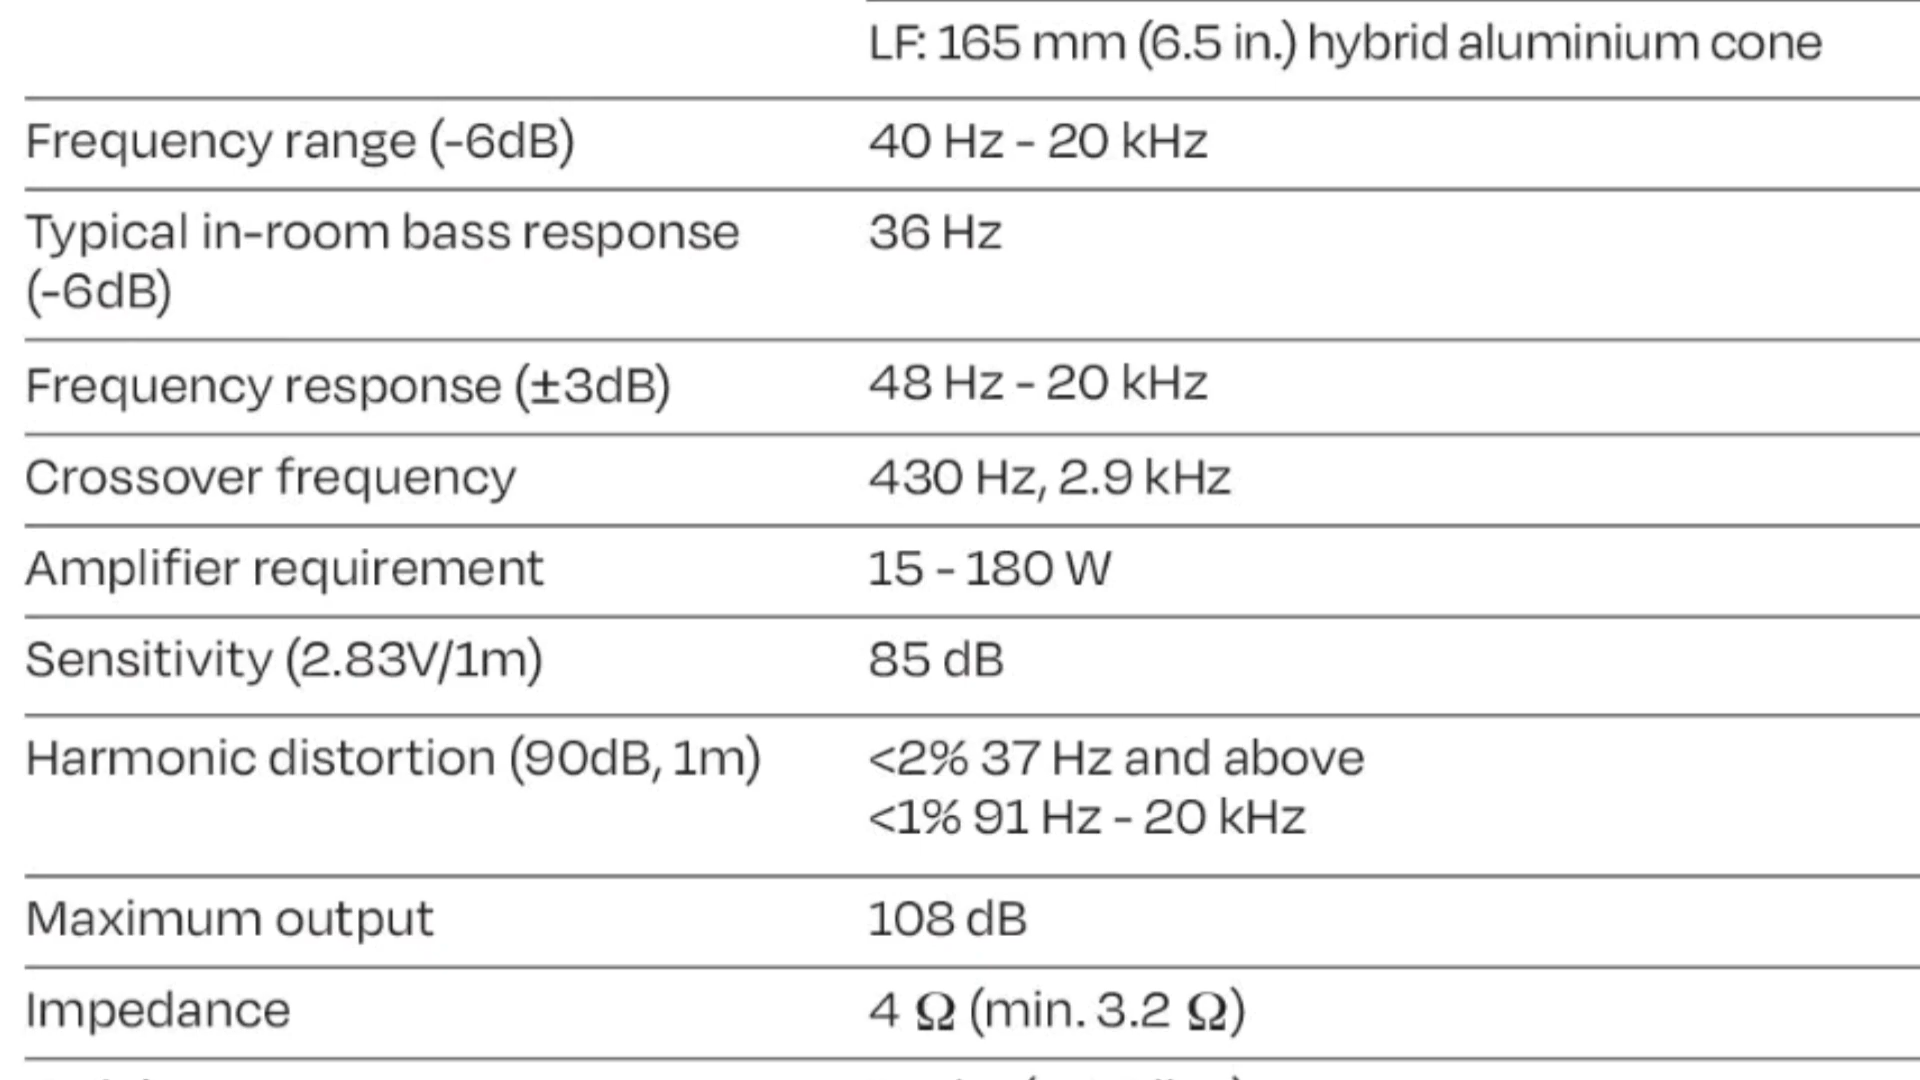 LF: 165 mm (6.5 in.) hybrid aluminium cone
Frequency range (-6dB) 40 Hz - 20 kHz
Typical in-room bass response 36 Hz
(-6dB)
Frequency response (±3dB) 48 Hz - 20 kHz
Crossover frequency 430 Hz, 2.9 kHz
Amplifier requirement 15 - 180 W
Sensitivity (2.83V/1m) 85 dB
Harmonic distortion (90dB, 1m) <2% 37 Hz and above
<1% 91 Hz - 20 kHz
Maximum output 108 dB
Impedance 4 Ω (min. 3.2 Ω)